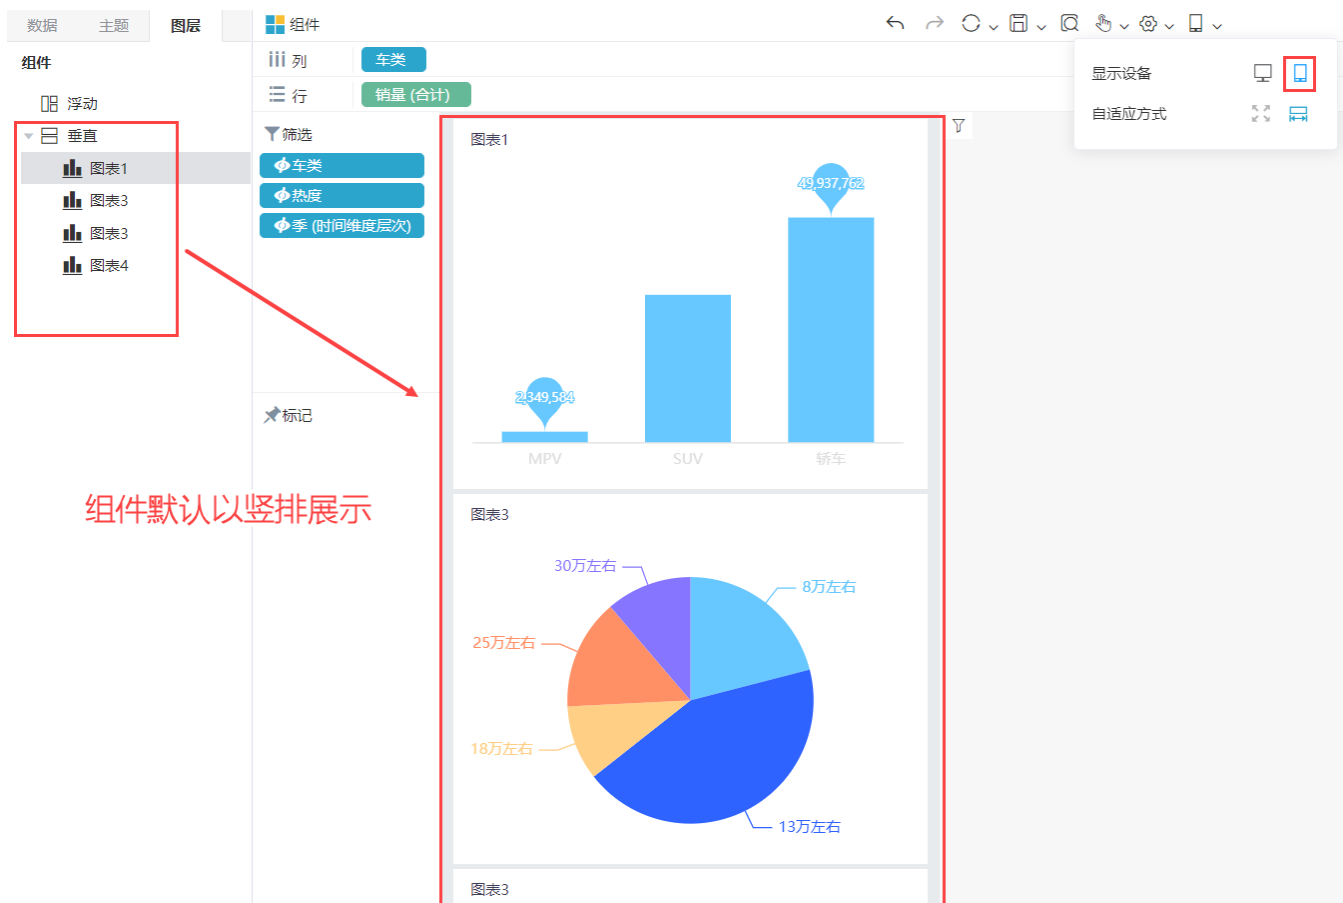 数据 主题 图层
组件
浮动
垂直
图表1
图表3
图表3
图表4
组件
列 车类
行 销量 (合计)
筛选
车类
热度
季 (时间维度层次)
标记
组件默认以竖排展示
显示设备
自适应方式
图表1
49,937,762
2,349,584
MPV SUV 轿车
图表3
30万左右
8万左右
25万左右
18万左右
13万左右
图表3